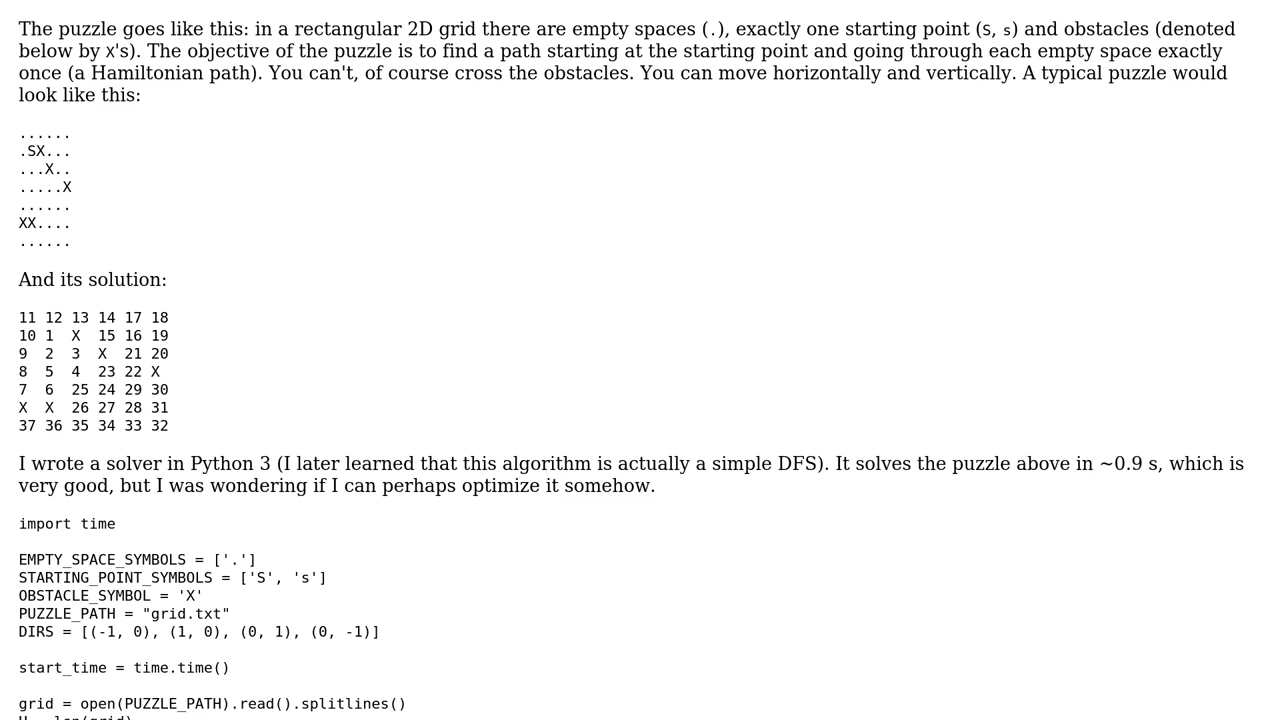 The puzzle goes like this: in a rectangular 2D grid there are empty spaces (.), exactly one starting point (S, s) and obstacles (denoted
below by X's). The objective of the puzzle is to find a path starting at the starting point and going through each empty space exactly
once (a Hamiltonian path). You can't, of course cross the obstacles. You can move horizontally and vertically. A typical puzzle would
look like this:
......
.SX...
...X..
.....X
......
XX....
......
And its solution:
11 12 13 14 17 18
10 1  X  15 16 19
9  2  3  X  21 20
8  5  4  23 22 X
7  6  25 24 29 30
X  X  26 27 28 31
37 36 35 34 33 32
I wrote a solver in Python 3 (I later learned that this algorithm is actually a simple DFS). It solves the puzzle above in ~0.9 s, which is
very good, but I was wondering if I can perhaps optimize it somehow.
import time
EMPTY_SPACE_SYMBOLS = ['.']
STARTING_POINT_SYMBOLS = ['S', 's']
OBSTACLE_SYMBOL = 'X'
PUZZLE_PATH = "grid.txt"
DIRS = [(-1, 0), (1, 0), (0, 1), (0, -1)]
start_time = time.time()
grid = open(PUZZLE_PATH).read().splitlines()